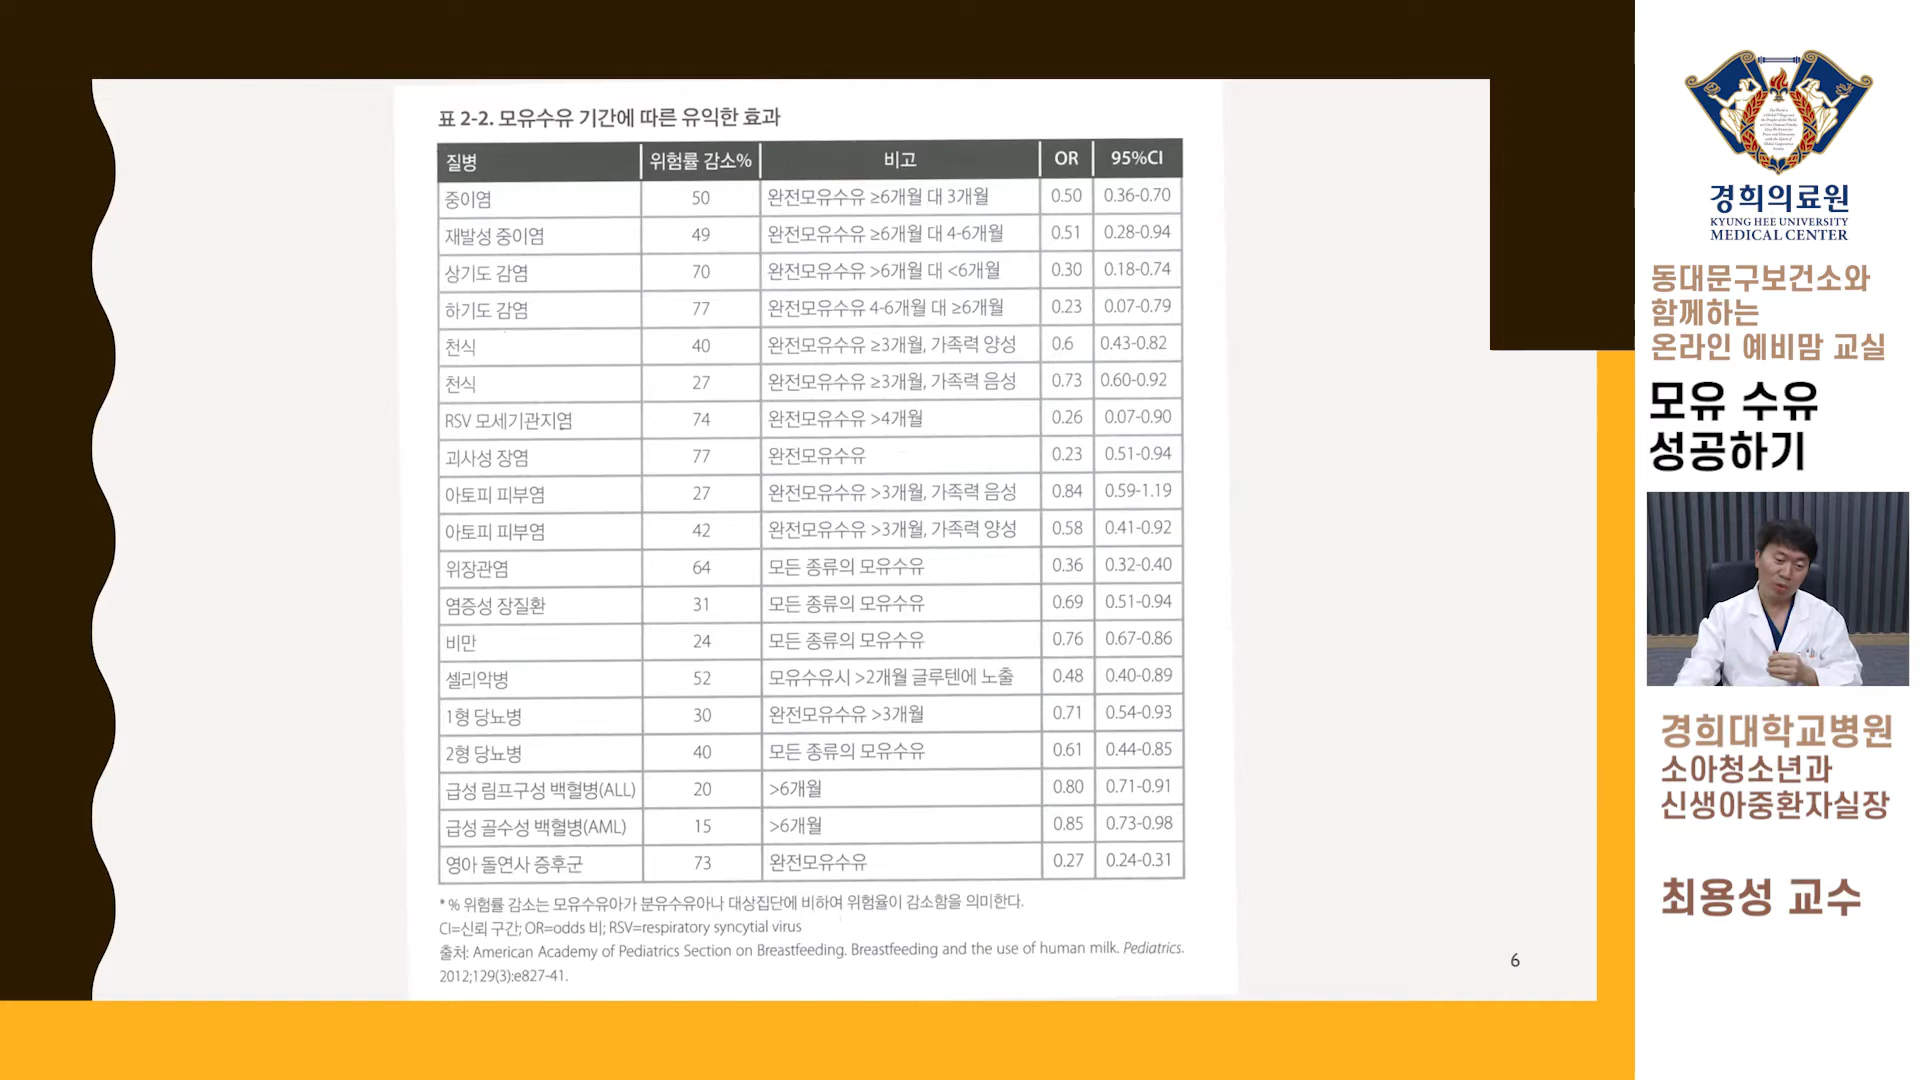 표 2-2. 모유수유 기간에 따른 유익한 효과
질병 위험률 감소% 비고 OR 95%CI
중이염 50 완전모유수유 ≥6개월 대 3개월 0.50 0.36-0.70
재발성 중이염 49 완전모유수유 ≥6개월 대 4-6개월 0.51 0.28-0.94
상기도 감염 70 완전모유수유 >6개월 대 <6개월 0.30 0.18-0.74
하기도 감염 77 완전모유수유 4-6개월 대 ≥6개월 0.23 0.07-0.79
천식 40 완전모유수유 ≥3개월, 가족력 양성 0.6 0.43-0.82
천식 27 완전모유수유 ≥3개월, 가족력 음성 0.73 0.60-0.92
RSV 모세기관지염 74 완전모유수유 >4개월 0.26 0.07-0.90
괴사성 장염 77 완전모유수유 0.23 0.51-0.94
아토피 피부염 27 완전모유수유 >3개월, 가족력 음성 0.84 0.59-1.19
아토피 피부염 42 완전모유수유 >3개월, 가족력 양성 0.58 0.41-0.92
위장관염 64 모든 종류의 모유수유 0.36 0.32-0.40
염증성 장질환 31 모든 종류의 모유수유 0.69 0.51-0.94
비만 24 모든 종류의 모유수유 0.76 0.67-0.86
셀리악병 52 모유수유시 >2개월 글루텐에 노출 0.48 0.40-0.89
1형 당뇨병 30 완전모유수유 >3개월 0.71 0.54-0.93
2형 당뇨병 40 모든 종류의 모유수유 0.61 0.44-0.85
급성 림프구성 백혈병(ALL) 20 >6개월 0.80 0.71-0.91
급성 골수성 백혈병(AML) 15 >6개월 0.85 0.73-0.98
영아 돌연사 증후군 73 완전모유수유 0.27 0.24-0.31
* % 위험률 감소는 모유수유아가 분유수유아나 대상집단에 비하여 위험율이 감소함을 의미한다.
CI=신뢰 구간; OR=odds 비; RSV=respiratory syncytial virus
출처: American Academy of Pediatrics Section on Breastfeeding. Breastfeeding and the use of human milk. Pediatrics.
2012;129(3):e827-41.
6
경희의료원
KYUNG HEE UNIVERSITY
MEDICAL CENTER
동대문구보건소와
함께하는
온라인 예비맘 교실
모유 수유
성공하기
경희대학교병원
소아청소년과
신생아중환자실장
최용성 교수